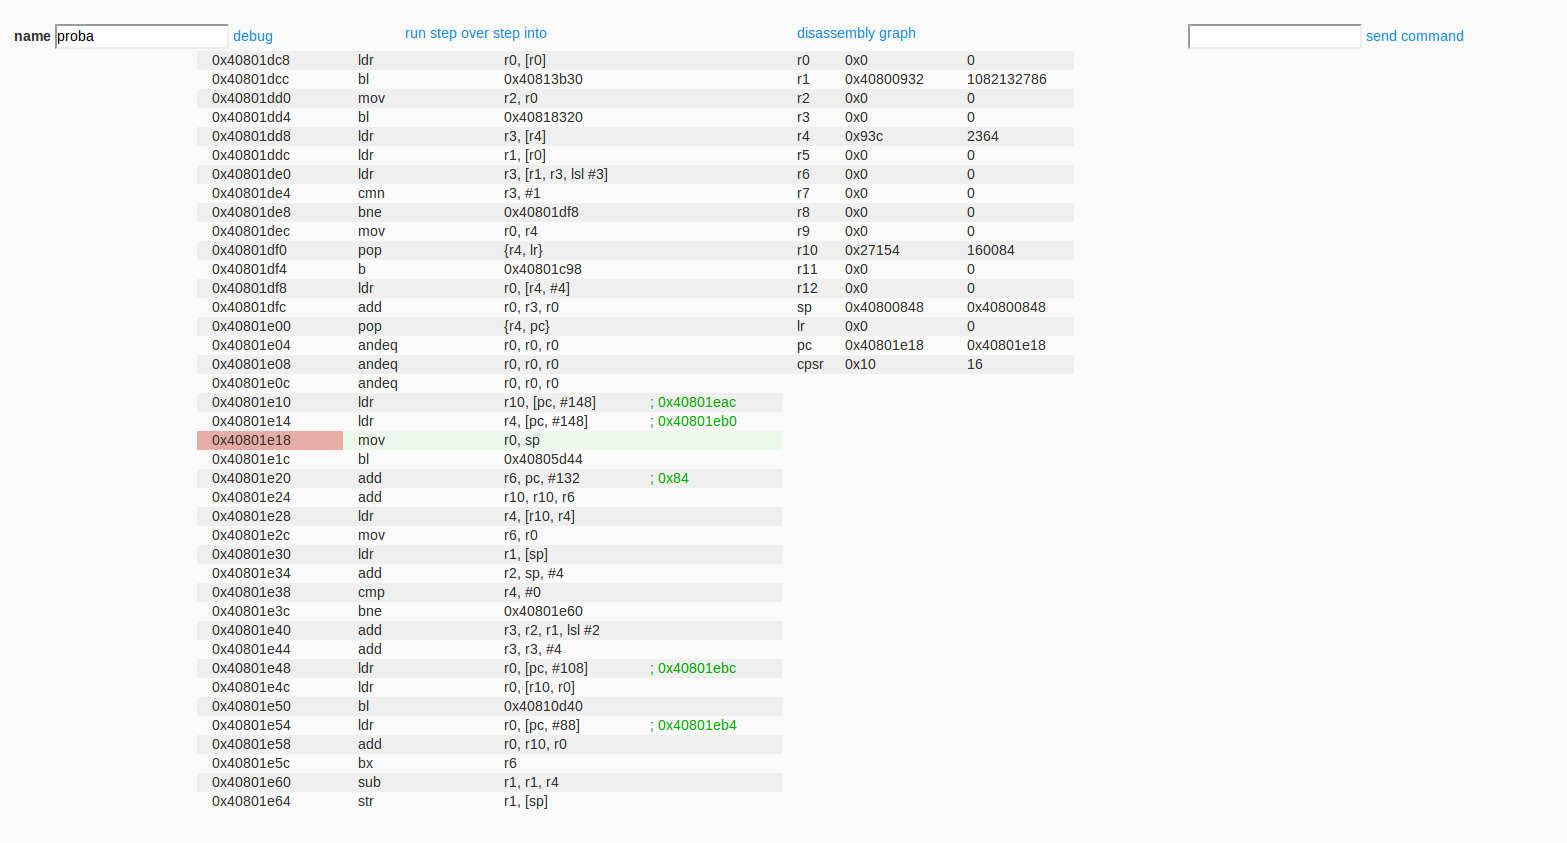 name proba debug run step over step into disassembly graph send command
0x40801dc8 ldr r0, [r0] r0 0x0 0
0x40801dcc bl 0x40813b30 r1 0x40800932 1082132786
0x40801dd0 mov r2, r0 r2 0x0 0
0x40801dd4 bl 0x40818320 r3 0x0 0
0x40801dd8 ldr r3, [r4] r4 0x93c 2364
0x40801ddc ldr r1, [r0] r5 0x0 0
0x40801de0 ldr r3, [r1, r3, lsl #3] r6 0x0 0
0x40801de4 cmn r3, #1 r7 0x0 0
0x40801de8 bne 0x40801df8 r8 0x0 0
0x40801dec mov r0, r4 r9 0x0 0
0x40801df0 pop {r4, lr} r10 0x27154 160084
0x40801df4 b 0x40801c98 r11 0x0 0
0x40801df8 ldr r0, [r4, #4] r12 0x0 0
0x40801dfc add r0, r3, r0 sp 0x40800848 0x40800848
0x40801e00 pop {r4, pc} lr 0x0 0
0x40801e04 andeq r0, r0, r0 pc 0x40801e18 0x40801e18
0x40801e08 andeq r0, r0, r0 cpsr 0x10 16
0x40801e0c andeq r0, r0, r0
0x40801e10 ldr r10, [pc, #148] ; 0x40801eac
0x40801e14 ldr r4, [pc, #148] ; 0x40801eb0
0x40801e18 mov r0, sp
0x40801e1c bl 0x40805d44
0x40801e20 add r6, pc, #132 ; 0x84
0x40801e24 add r10, r10, r6
0x40801e28 ldr r4, [r10, r4]
0x40801e2c mov r6, r0
0x40801e30 ldr r1, [sp]
0x40801e34 add r2, sp, #4
0x40801e38 cmp r4, #0
0x40801e3c bne 0x40801e60
0x40801e40 add r3, r2, r1, lsl #2
0x40801e44 add r3, r3, #4
0x40801e48 ldr r0, [pc, #108] ; 0x40801ebc
0x40801e4c ldr r0, [r10, r0]
0x40801e50 bl 0x40810d40
0x40801e54 ldr r0, [pc, #88] ; 0x40801eb4
0x40801e58 add r0, r10, r0
0x40801e5c bx r6
0x40801e60 sub r1, r1, r4
0x40801e64 str r1, [sp]